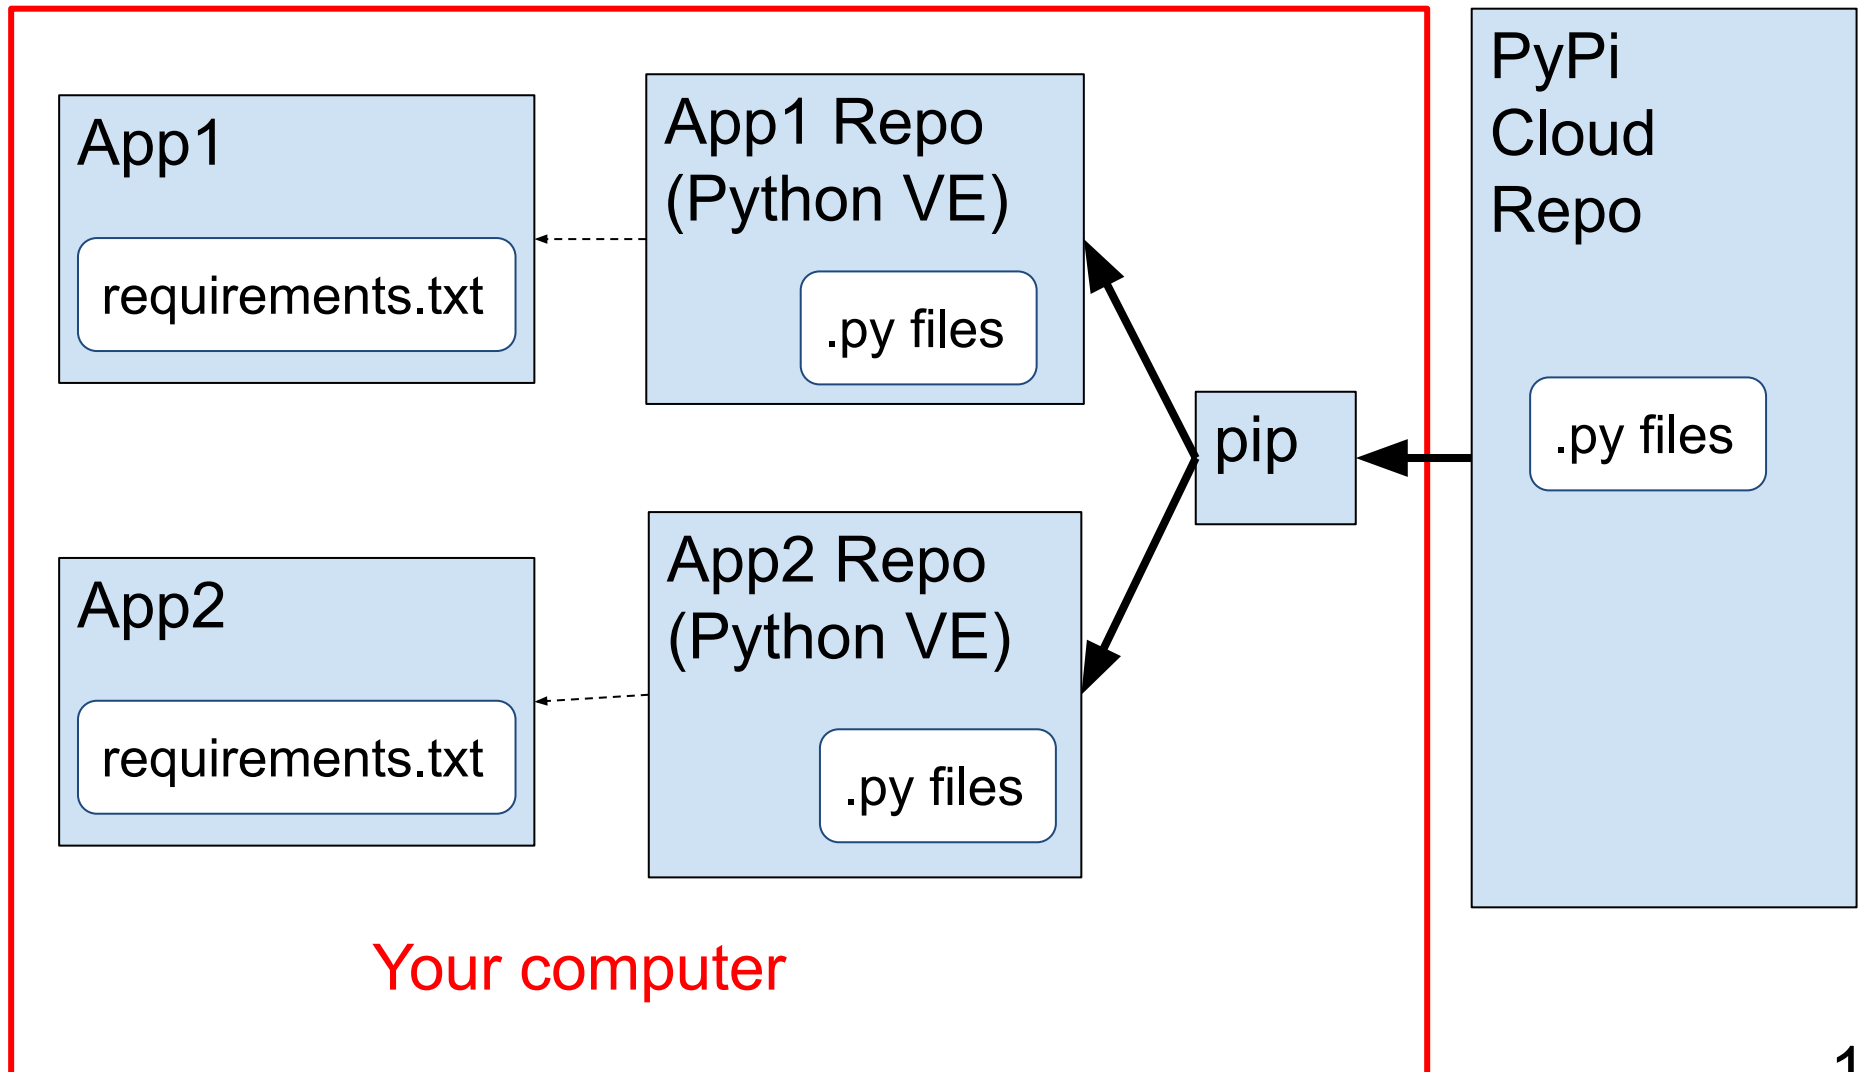 App1
requirements.txt
App1 Repo
(Python VE)
.py files
App2
requirements.txt
App2 Repo
(Python VE)
.py files
pip
PyPi
Cloud
Repo
.py files
Your computer
1